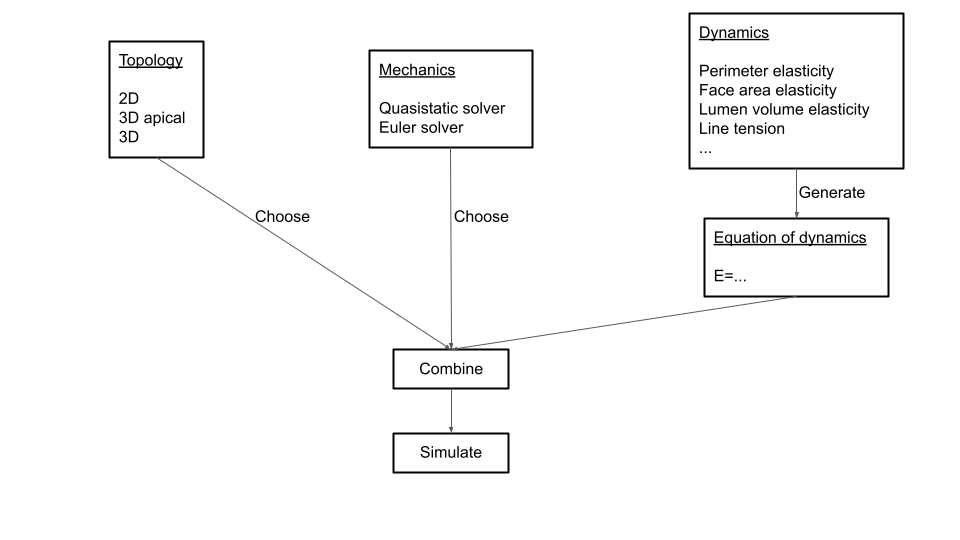 Topology
2D
3D apical
3D
Mechanics
Quasistatic solver
Euler solver
Dynamics
Perimeter elasticity
Face area elasticity
Lumen volume elasticity
Line tension
...
Choose
Choose
Generate
Equation of dynamics
E=...
Combine
Simulate